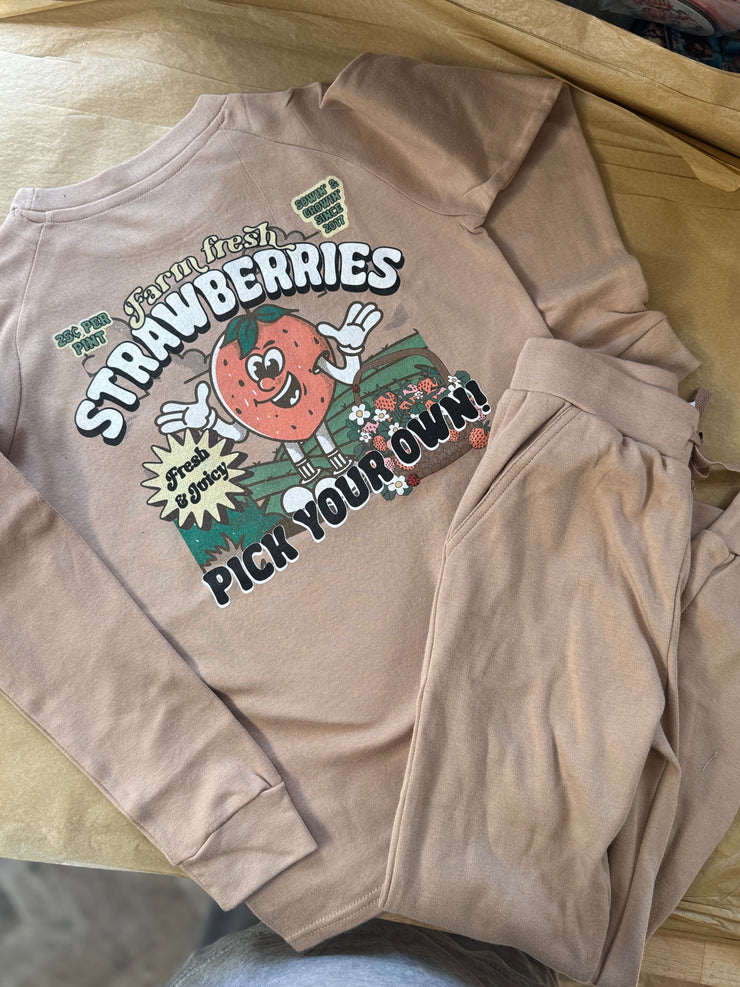 SOWIN' &
GROWIN'
SINCE
2017
Farm fresh
STRAWBERRIES
25¢ PER
PINT
Fresh
& Juicy
PICK YOUR OWN!